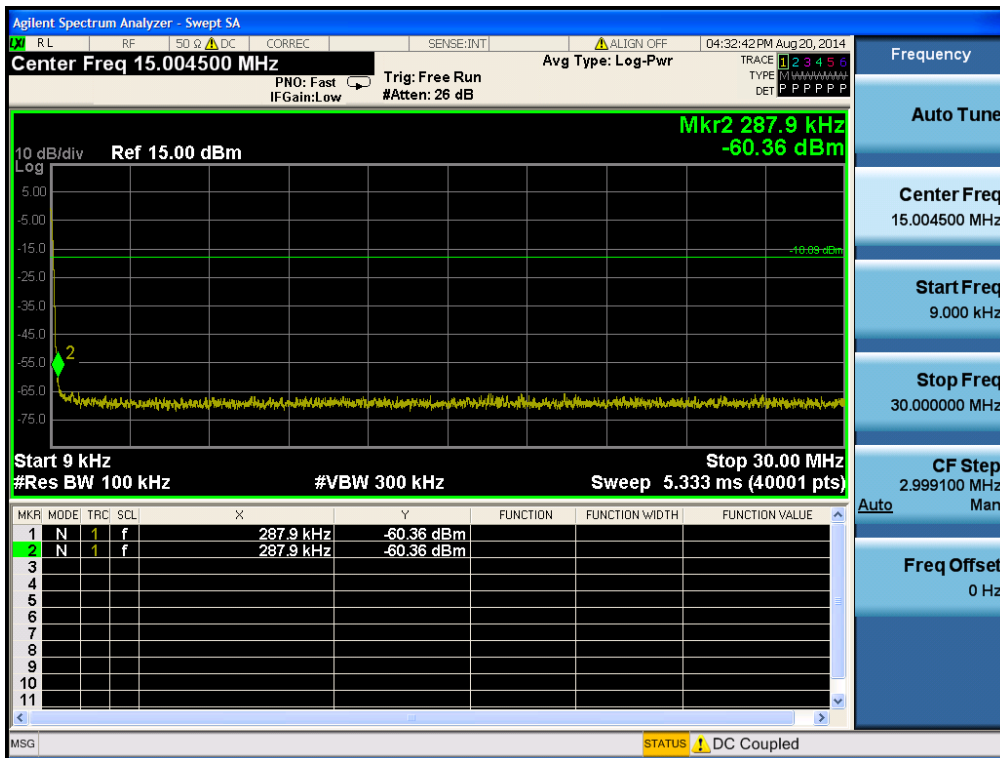 Agilent Spectrum Analyzer - Swept SA
LXI RL RF 50 Ω DC CORREC SENSE:INT ALIGN OFF 04:32:42 PM Aug 20, 2014
Center Freq 15.004500 MHz
PNO: Fast
IFGain:Low
Trig: Free Run
#Atten: 26 dB
Avg Type: Log-Pwr
TRACE 1 2 3 4 5 6
TYPE M
DET P P P P P P
Mkr2 287.9 kHz
-60.36 dBm
10 dB/div Ref 15.00 dBm
Log
5.00
-5.00
-15.0
-25.0
-35.0
-45.0
-55.0
-65.0
-75.0
2
Start 9 kHz Stop 30.00 MHz
#Res BW 100 kHz #VBW 300 kHz Sweep 5.333 ms (40001 pts)
MKR MODE TRC SCL X Y FUNCTION FUNCTION WIDTH FUNCTION VALUE
1 N 1 f 287.9 kHz -60.36 dBm
2 N 1 f 287.9 kHz -60.36 dBm
3
4
5
6
7
8
9
10
11
MSG STATUS DC Coupled
Frequency
Auto Tune
Center Freq
15.004500 MHz
Start Freq
9.000 kHz
Stop Freq
30.000000 MHz
CF Step
2.999100 MHz
Auto Man
Freq Offset
0 Hz